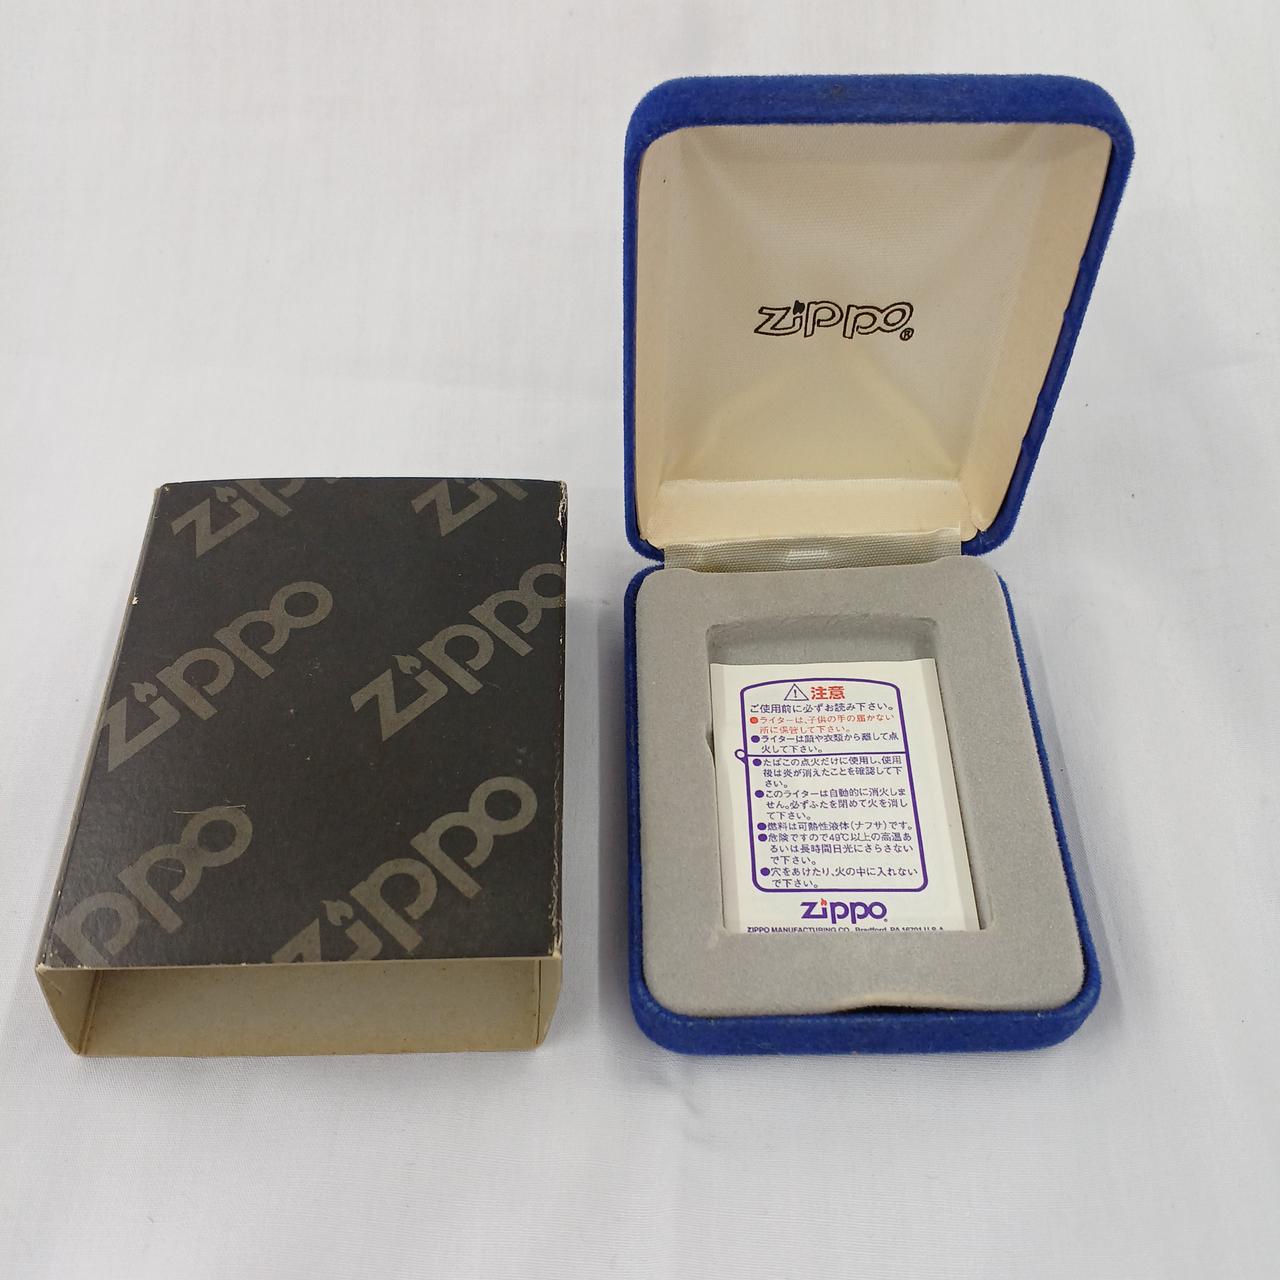 zippo
zippo
zippo
zippo
zippo®
注意
ご使用前に必ずお読み下さい。
●ライターは、子供の手の届かない
所に保管して下さい。
●ライターは顔や衣類から離して点
火して下さい。
●たばこの点火だけに使用し、使用
後は炎が消えたことを確認して下
さい。
●このライターは自動的に消火しま
せん。必ずふたを閉めて火を消し
て下さい。
●燃料は可熱性液体(ナフサ)です。
●危険ですので49℃以上の高温あ
るいは長時間日光にさらさない
で下さい。
●穴をあけたり、火の中に入れない
で下さい。
zippo
ZIPPO MANUFACTURING CO., Bradford, PA 16701 U.S.A.